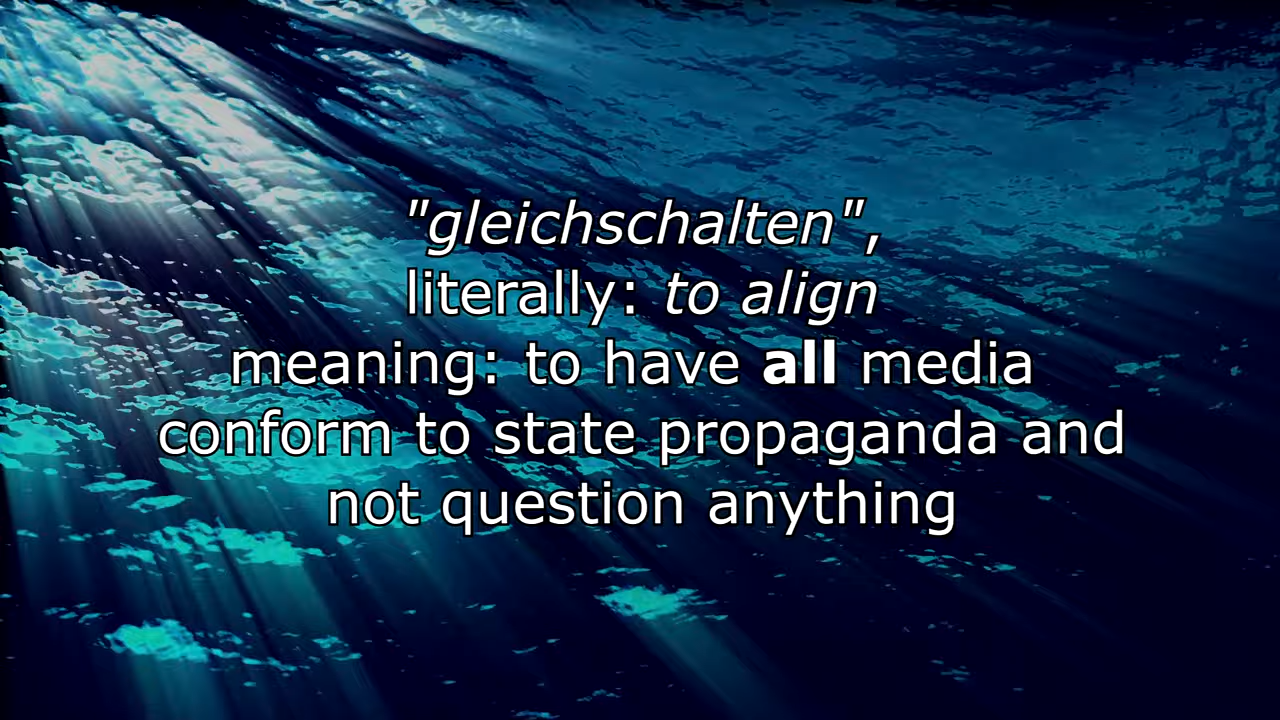 "gleichschalten",
literally: to align
meaning: to have all media
conform to state propaganda and
not question anything